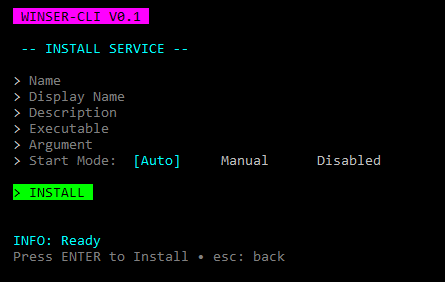 WINSER-CLI V0.1
-- INSTALL SERVICE --
> Name
> Display Name
> Description
> Executable
> Argument
> Start Mode: [Auto] Manual Disabled
> INSTALL
INFO: Ready
Press ENTER to Install • esc: back